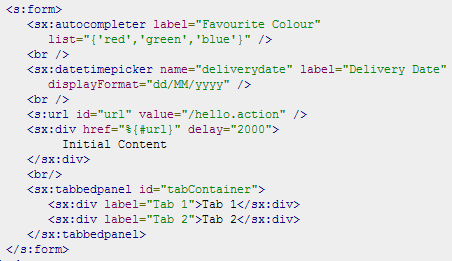 <s:form>
<sx:autocompleter label="Favourite Colour"
list="{'red','green','blue'}" />
<br />
<sx:datetimepicker name="deliverydate" label="Delivery Date"
displayFormat="dd/MM/yyyy" />
<br />
<s:url id="url" value="/hello.action" />
<sx:div href="%{#url}" delay="2000">
Initial Content
</sx:div>
<br/>
<sx:tabbedpanel id="tabContainer">
<sx:div label="Tab 1">Tab 1</sx:div>
<sx:div label="Tab 2">Tab 2</sx:div>
</sx:tabbedpanel>
</s:form>